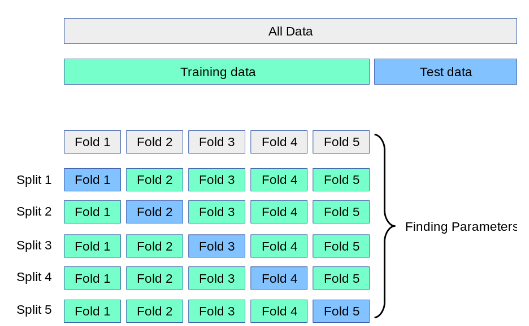 All Data
Training data Test data
Fold 1 Fold 2 Fold 3 Fold 4 Fold 5
Split 1 Fold 1 Fold 2 Fold 3 Fold 4 Fold 5
Split 2 Fold 1 Fold 2 Fold 3 Fold 4 Fold 5
Finding Parameters
Split 3 Fold 1 Fold 2 Fold 3 Fold 4 Fold 5
Split 4 Fold 1 Fold 2 Fold 3 Fold 4 Fold 5
Split 5 Fold 1 Fold 2 Fold 3 Fold 4 Fold 5